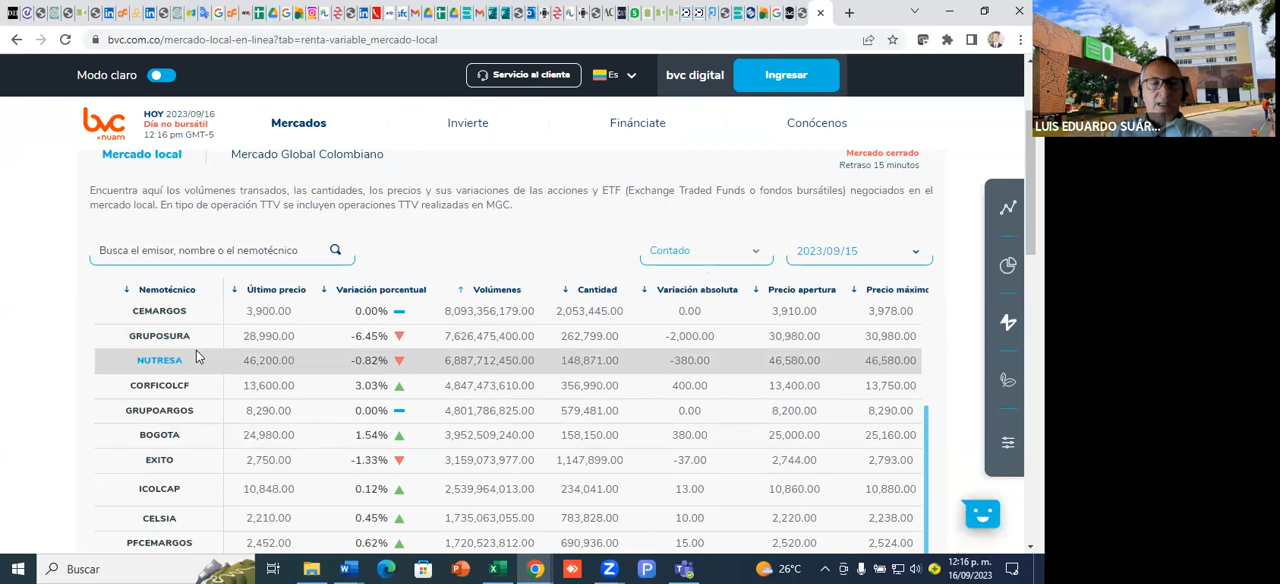 bvc.com.co/mercado-local-en-linea?tab=renta-variable_mercado-local
LUIS EDUARDO SUÁR...
Modo claro
Servicio al cliente
Es
bvc digital
Ingresar
bvc
nuam
HOY 2023/09/16
Día no bursátil
12:16 pm GMT-5
Mercados
Invierte
Fináncíate
Conócenos
Mercado local
Mercado Global Colombiano
Mercado cerrado
Retraso 15 minutos
Encuentra aquí los volúmenes transados, las cantidades, los precios y sus variaciones de las acciones y ETF (Exchange Traded Funds o fondos bursátiles) negociados en el
mercado local. En tipo de operación TTV se incluyen operaciones TTV realizadas en MGC.
Busca el emisor, nombre o el nemotécnico
Contado
2023/09/15
Nemotécnico Último precio Variación porcentual Volúmenes Cantidad Variación absoluta Precio apertura Precio máximo
CEMARGOS 3,900.00 0.00% 8,093,356,179.00 2,053,445.00 0.00 3,910.00 3,978.00
GRUPOSURA 28,990.00 -6.45% 7,626,475,400.00 262,799.00 -2,000.00 30,980.00 30,980.00
NUTRESA 46,200.00 -0.82% 6,887,712,450.00 148,871.00 -380.00 46,580.00 46,580.00
CORFICOLCF 13,600.00 3.03% 4,847,473,610.00 356,990.00 400.00 13,400.00 13,750.00
GRUPOARGOS 8,290.00 0.00% 4,801,786,825.00 579,481.00 0.00 8,200.00 8,290.00
BOGOTA 24,980.00 1.54% 3,952,509,240.00 158,150.00 380.00 25,000.00 25,160.00
EXITO 2,750.00 -1.33% 3,159,073,977.00 1,147,899.00 -37.00 2,744.00 2,793.00
ICOLCAP 10,848.00 0.12% 2,539,964,013.00 234,041.00 13.00 10,860.00 10,880.00
CELSIA 2,210.00 0.45% 1,735,063,055.00 783,828.00 10.00 2,220.00 2,238.00
PFCEMARGOS 2,452.00 0.62% 1,720,523,812.00 690,936.00 15.00 2,520.00 2,524.00
Buscar
26°C
12:16 p. m.
16/09/2023